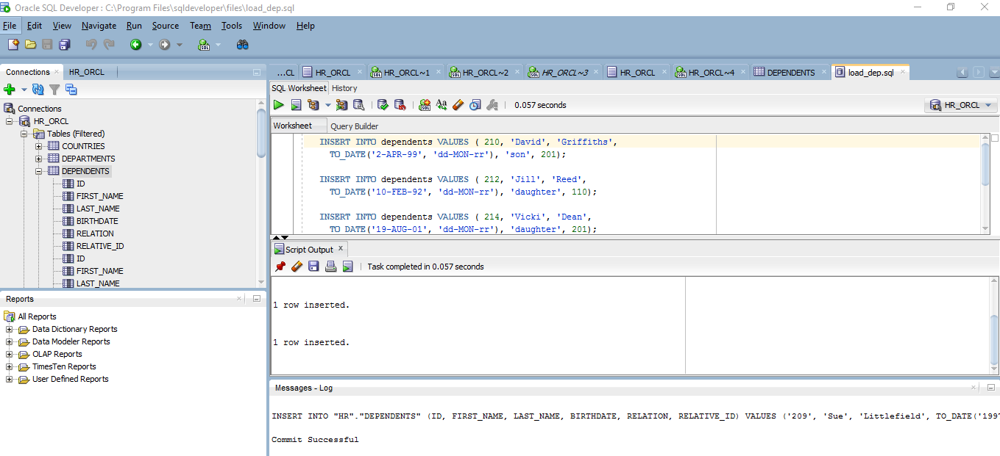 Oracle SQL Developer : C:\Program Files\sqldeveloper\files\load_dep.sql
File Edit View Navigate Run Source Team Tools Window Help
Connections HR_ORCL
...CL HR_ORCL HR_ORCL~1 HR_ORCL~2 HR_ORCL~3 HR_ORCL HR_ORCL~4 DEPENDENTS load_dep.sql
Connections
HR_ORCL
Tables (Filtered)
COUNTRIES
DEPARTMENTS
DEPENDENTS
ID
FIRST_NAME
LAST_NAME
BIRTHDATE
RELATION
RELATIVE_ID
ID
FIRST_NAME
LAST_NAME
Reports
All Reports
Data Dictionary Reports
Data Modeler Reports
OLAP Reports
TimesTen Reports
User Defined Reports
SQL Worksheet History
SQL Aa 0.057 seconds HR_ORCL
Worksheet Query Builder
INSERT INTO dependents VALUES ( 210, 'David', 'Griffiths',
TO_DATE('2-APR-99', 'dd-MON-rr'), 'son', 201);
INSERT INTO dependents VALUES ( 212, 'Jill', 'Reed',
TO_DATE('10-FEB-92', 'dd-MON-rr'), 'daughter', 110);
INSERT INTO dependents VALUES ( 214, 'Vicki', 'Dean',
TO_DATE('19-AUG-01', 'dd-MON-rr'), 'daughter', 201);
Script Output
Task completed in 0.057 seconds
1 row inserted.
1 row inserted.
Messages - Log
INSERT INTO "HR"."DEPENDENTS" (ID, FIRST_NAME, LAST_NAME, BIRTHDATE, RELATION, RELATIVE_ID) VALUES ('209', 'Sue', 'Littlefield', TO_DATE('1997
Commit Successful